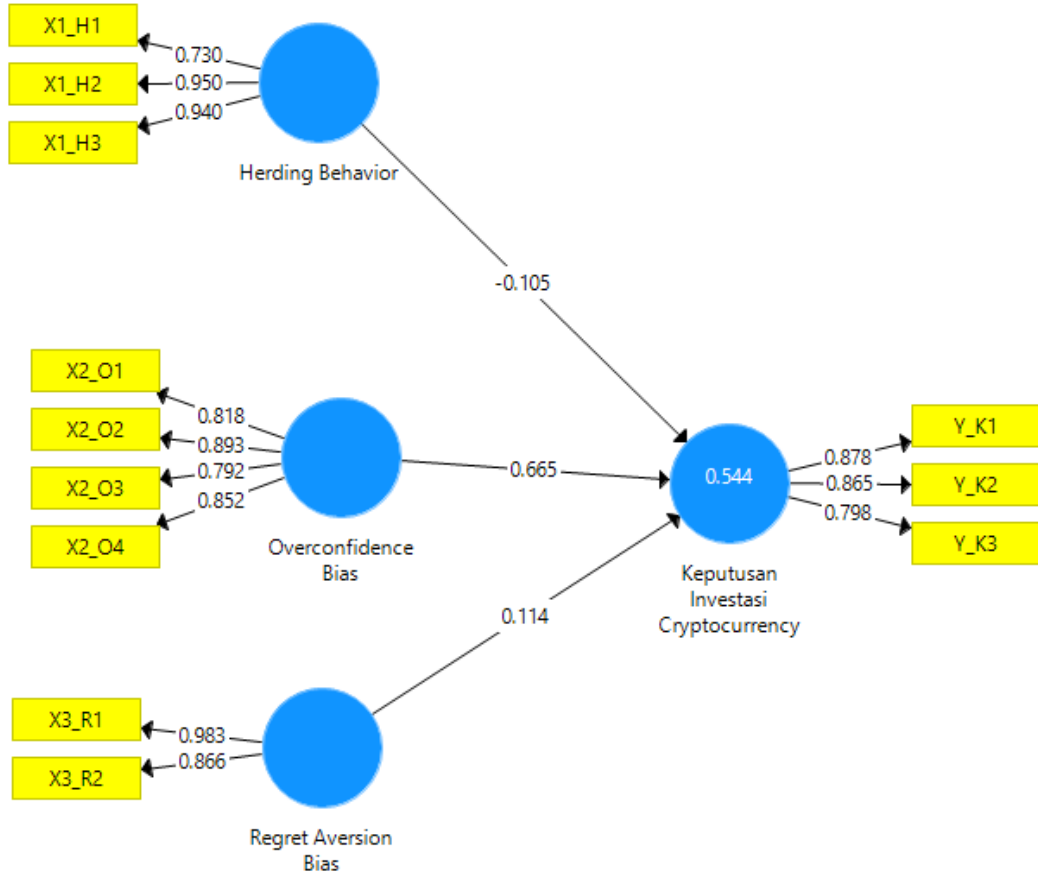 X1_H1
0.730
X1_H2
0.950
0.940
X1_H3
Herding Behavior
-0.105
X2_O1
0.818
X2_O2
0.893
0.792
X2_O3
0.852
X2_O4
Overconfidence
Bias
0.665
0.544
Y_K1
0.878
0.865
Y_K2
0.798
Y_K3
Keputusan
Investasi
Cryptocurrency
0.114
X3_R1
0.983
0.866
X3_R2
Regret Aversion
Bias